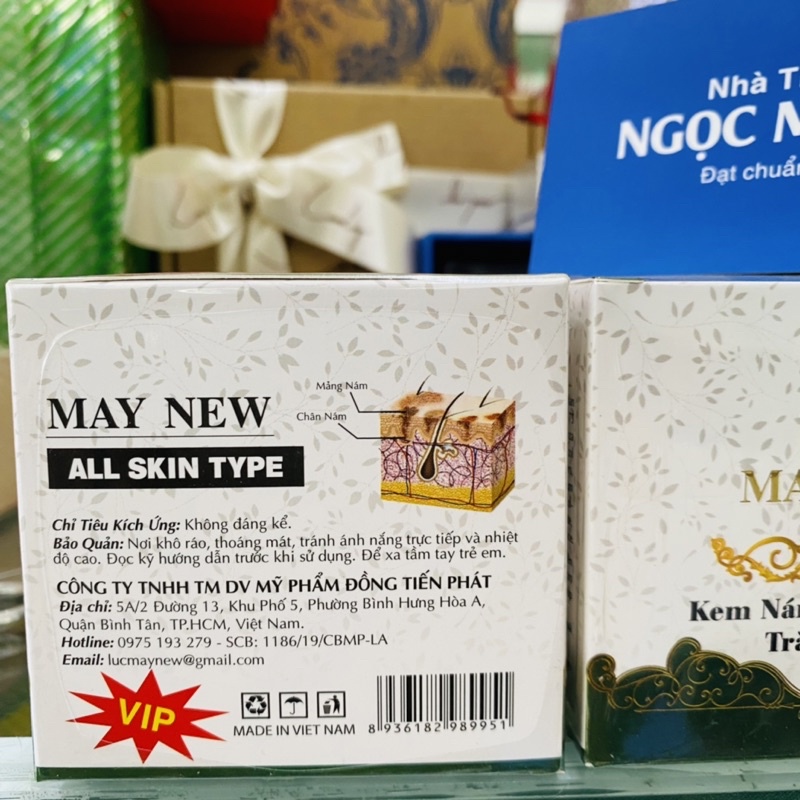 Nhà
NGỌC
Đạt chuẩn
MAY NEW
ALL SKIN TYPE
Mảng Nám
Chân Nám
Chỉ Tiêu Kích Ứng: Không dáng kể.
Bảo Quản: Nơi khô ráo, thoáng mát, tránh ánh nắng trực tiếp và nhiệt
độ cao. Đọc kỹ hướng dẫn trước khi sử dụng. Để xa tầm tay trẻ em.
CÔNG TY TNHH TM DV MỸ PHẨM ĐỒNG TIẾN PHÁT
Địa chỉ: 5A/2 Đường 13, Khu Phố 5, Phường Bình Hưng Hòa A,
Quận Bình Tân, TP.HCM, Việt Nam.
Hotline: 0975 193 279 - SCB: 1186/19/CBMP-LA
Email: lucmaynew@gmail.com
VIP
MADE IN VIET NAM
8 936182 989951
Kem Nám